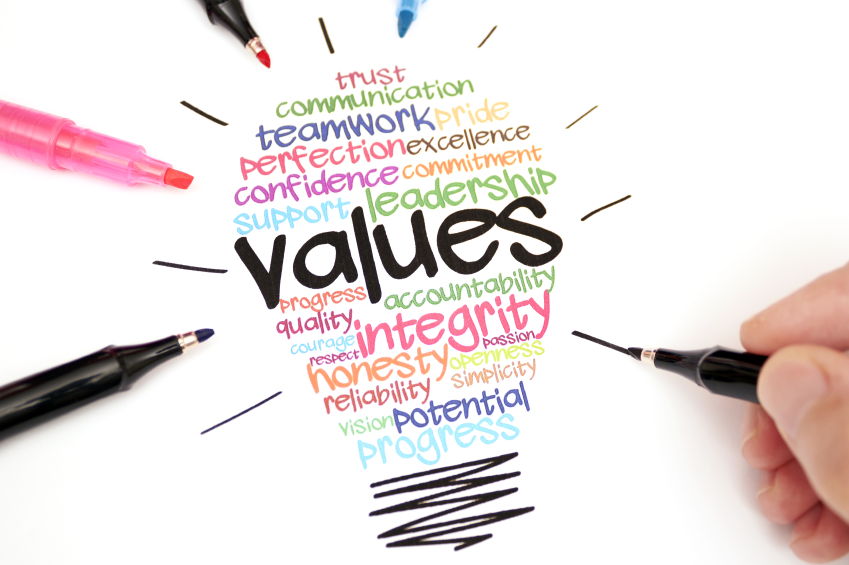 trust
communication
teamwork pride
perfection excellence
confidence commitment
support leadership
values
progress accountability
quality integrity
courage passion
respect openness
honesty simplicity
reliability
vision potential
progress